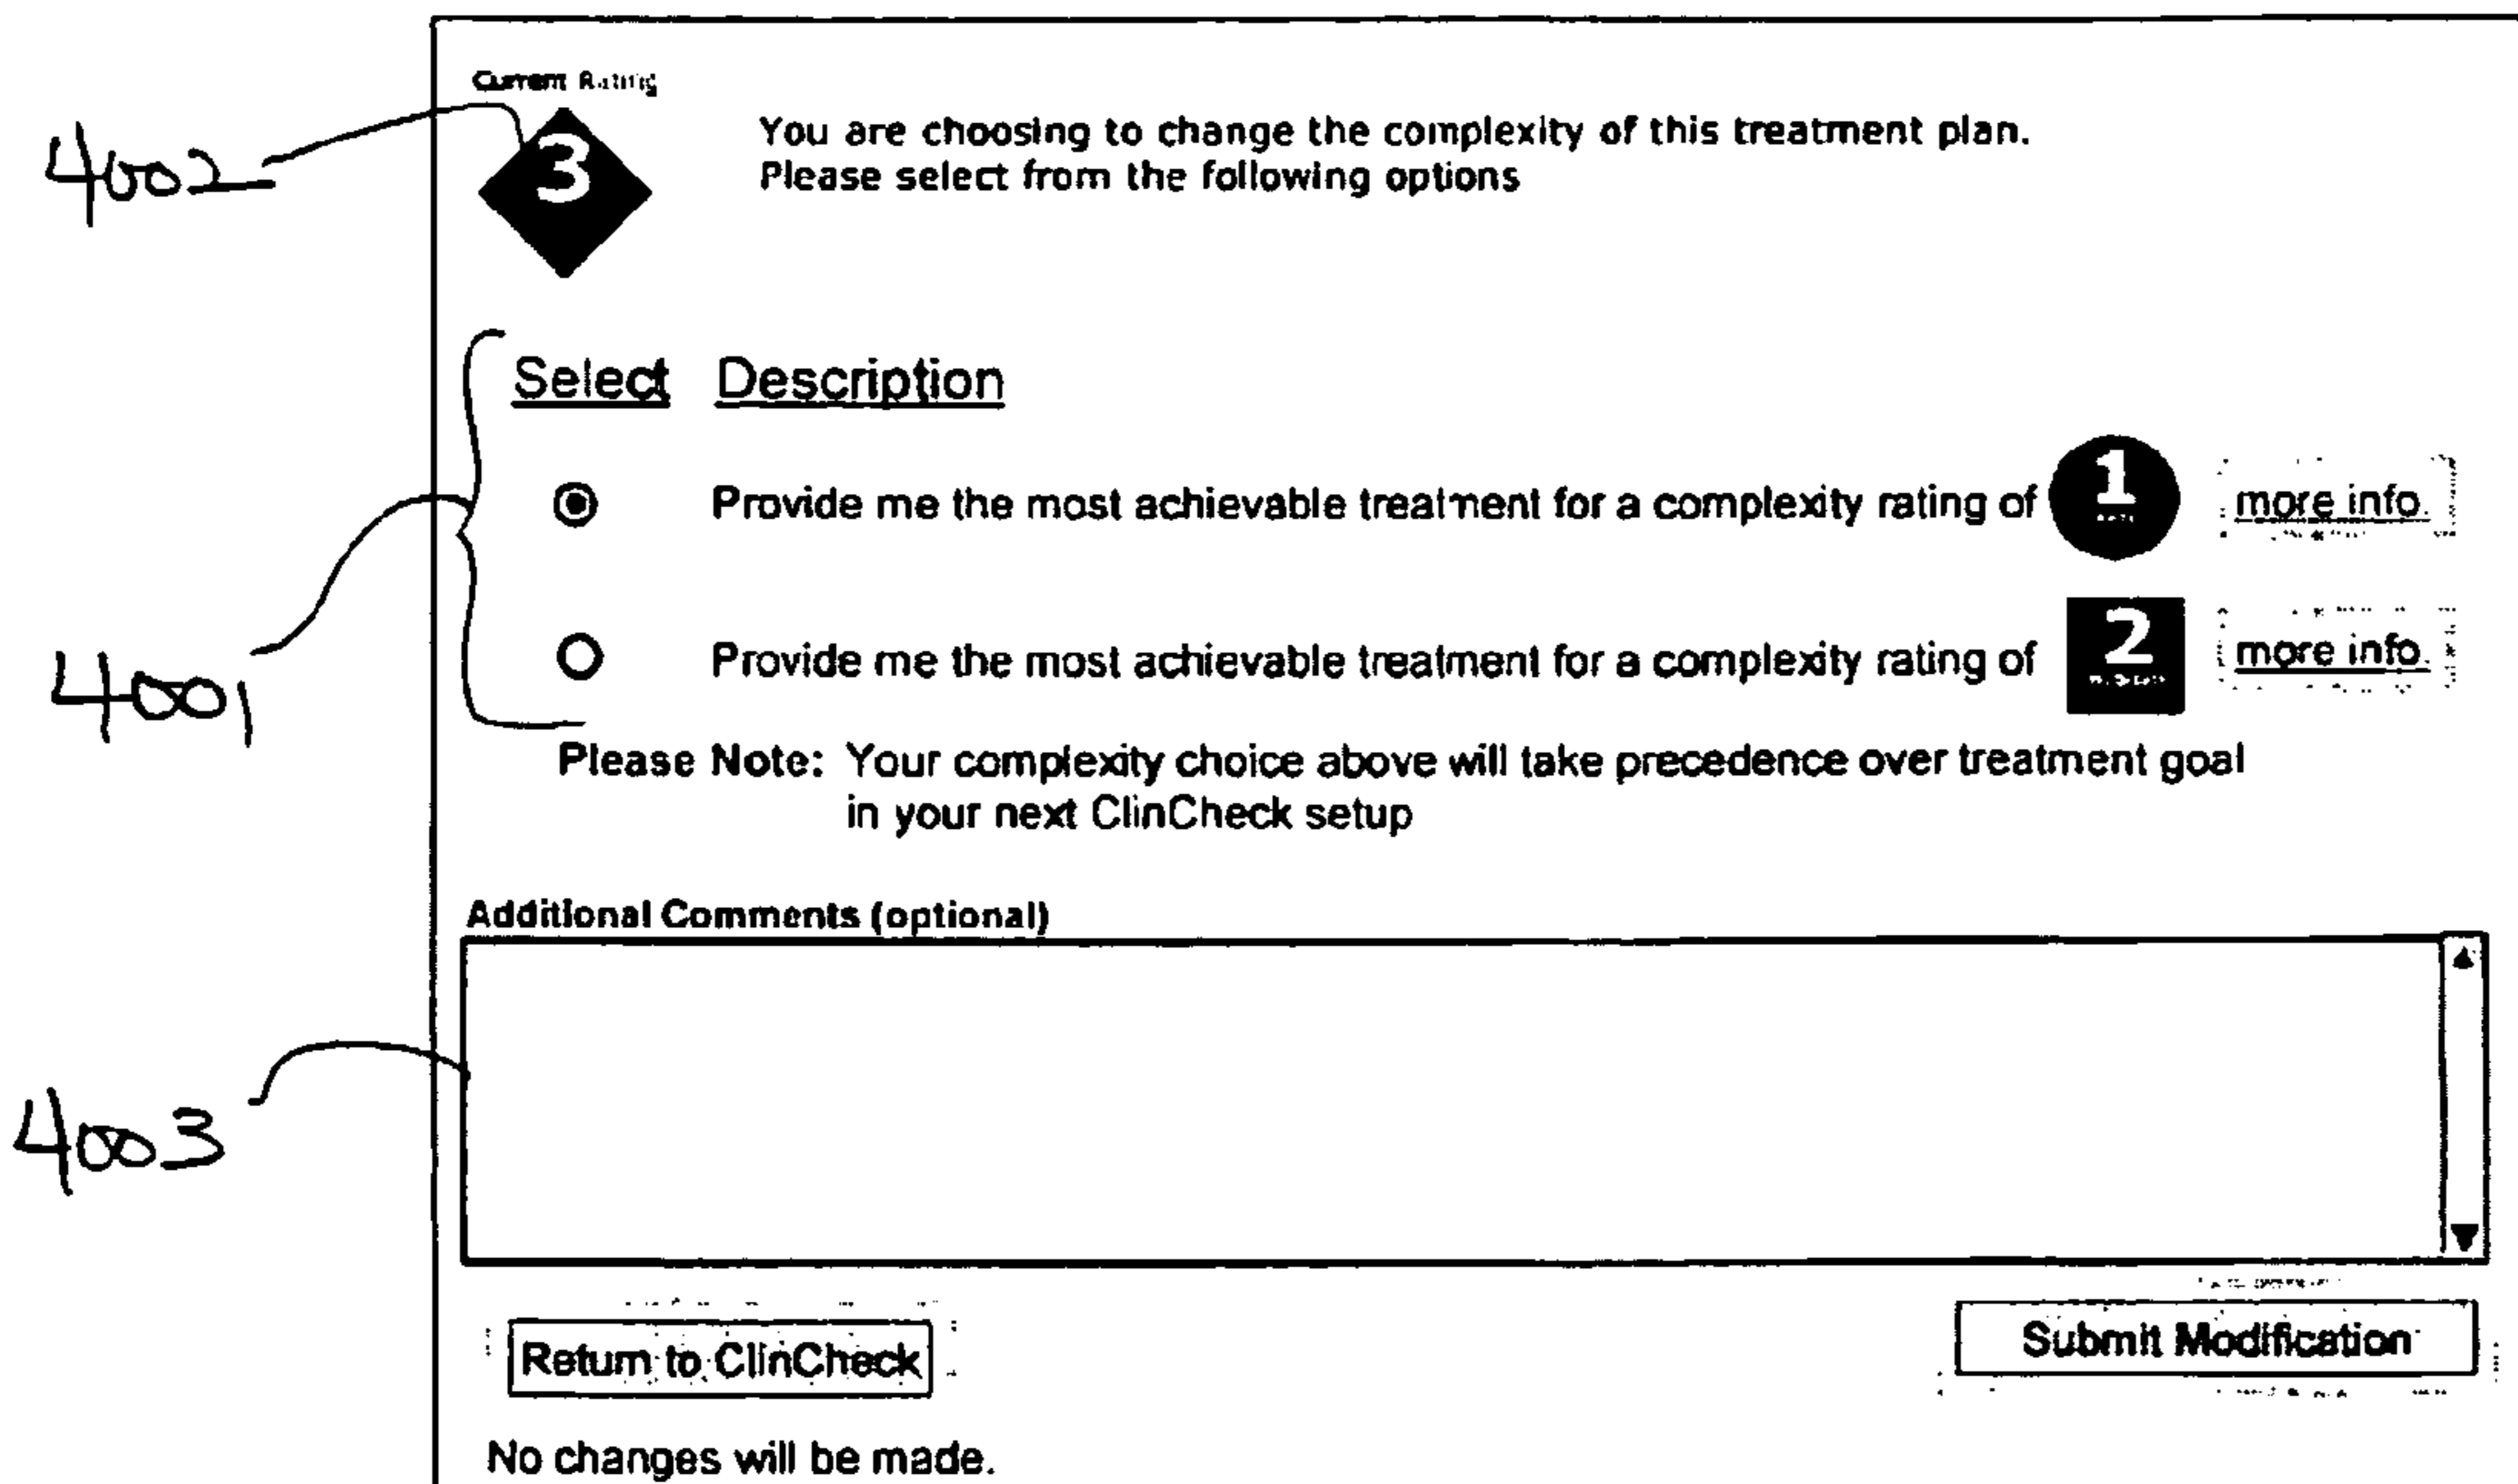 Current Rating
4002
3
You are choosing to change the complexity of this treatment plan.
Please select from the following options
Select Description
Provide me the most achievable treatment for a complexity rating of 1 more info.
4001
Provide me the most achievable treatment for a complexity rating of 2 more info.
Please Note: Your complexity choice above will take precedence over treatment goal
in your next ClinCheck setup
Additional Comments (optional)
4003
Return to ClinCheck
Submit Modification
No changes will be made.